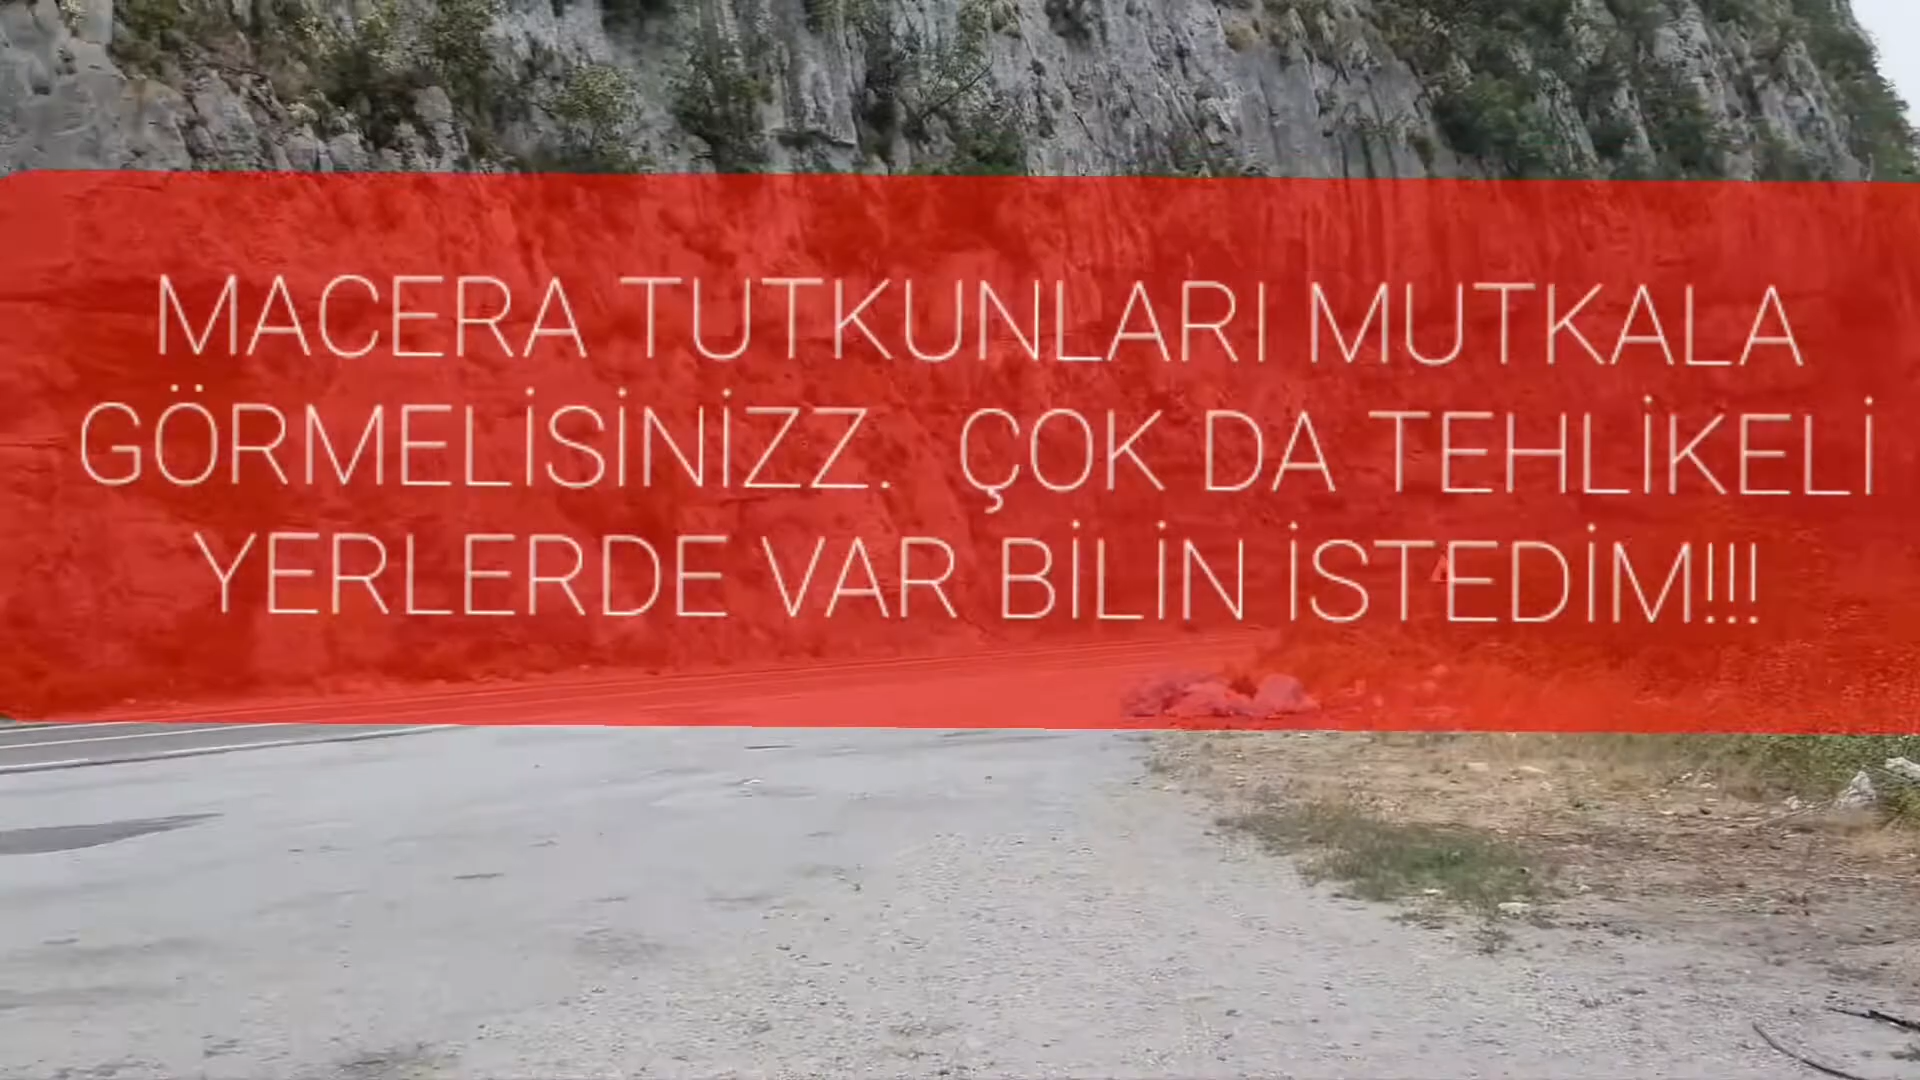 MACERA TUTKUNLARI MUTKALA
GÖRMELİSİNİZZ. ÇOK DA TEHLİKELİ
YERLERDE VAR BİLİN İSTEDİM!!!